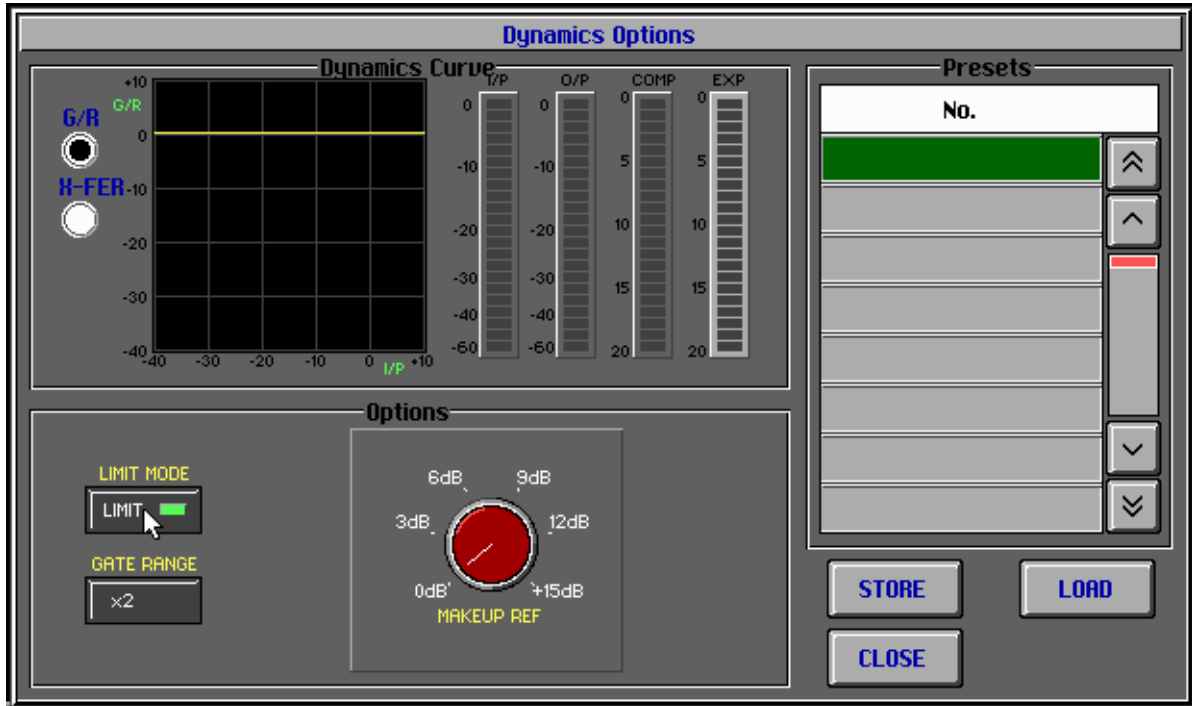 Dynamics Options
Dynamics Curve
I/P O/P COMP EXP
G/R
X-FER
+10
G/R
0
-10
-20
-30
-40
-40 -30 -20 -10 0 I/P +10
0
-10
-20
-30
-40
-60
0
-10
-20
-30
-40
-60
0
5
10
15
20
0
5
10
15
20
Presets
No.
Options
LIMIT MODE
LIMIT
GATE RANGE
x2
6dB 9dB
3dB 12dB
0dB +15dB
MAKEUP REF
STORE LOAD
CLOSE